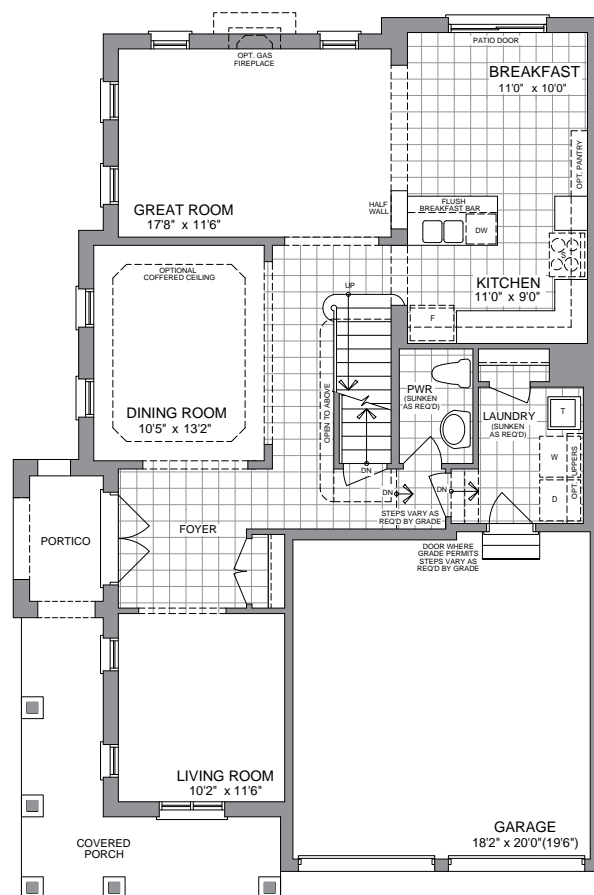 PATIO DOOR
OPT. GAS
FIREPLACE
BREAKFAST
11'0" x 10'0"
OPT. PANTRY
GREAT ROOM
17'8" x 11'6"
HALF
WALL
FLUSH
BREAKFAST BAR
DW
S
OPTIONAL
COFFERED CEILING
KITCHEN
11'0" x 9'0"
UP
F
OPEN TO ABOVE
PWR
(SUNKEN
AS REQ'D)
LAUNDRY
(SUNKEN
AS REQ'D)
T
DINING ROOM
10'5" x 13'2"
W
OPT. UPPERS
DN
DN
DN
D
STEPS VARY AS
REQ'D BY GRADE
PORTICO
FOYER
DOOR WHERE
GRADE PERMITS
STEPS VARY AS
REQ'D BY GRADE
LIVING ROOM
10'2" x 11'6"
GARAGE
18'2" x 20'0"(19'6")
COVERED
PORCH